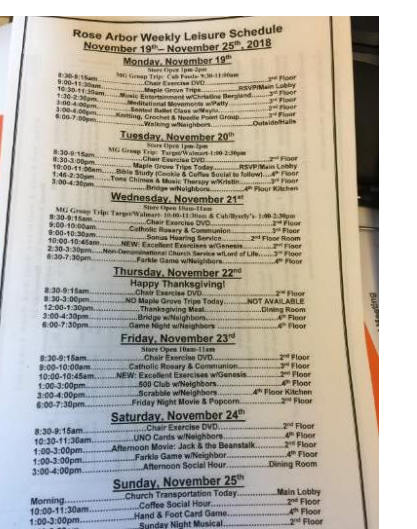 Rose Arbor Weekly Leisure Schedule
November 19th – November 25th, 2018
Monday, November 19th
Store Open 1pm-2pm
MG Group Trip: Cub Foods- 9:30-11:00am
8:30-9:15am Chair Exercise DVD 2nd Floor
9:00-11:30am Maple Grove Trips RSVP/Main Lobby
10:30-11:30am Music Entertainment w/Christine Berglund 3rd Floor
1:30-2:30pm Meditational Movements w/Patty 3rd Floor
3:00-4:00pm Seated Ballet Class 3rd Floor
3:00-4:00pm Knitting, Crochet & Needle Point Group 3rd Floor
6:00-7:00pm Walking w/Neighbors Outside/Halls
Tuesday, November 20th
Store Open 1pm-2pm
MG Group Trip: Target/Walmart-1:00-2:30pm
8:30-9:15am Chair Exercise DVD 2nd Floor
8:30-3:00pm Maple Grove Trips Today RSVP/Main Lobby
10:00-11:00am Bible Study (Cookie & Coffee Social to follow) 4th Floor
1:45-2:30pm Tone Chimes & Music Therapy w/Kristin 3rd Floor
3:00-4:30pm Bridge w/Neighbors 4th Floor Kitchen
Wednesday, November 21st
Store Open 10am-11am
MG Group Trip: Target/Walmart- 10:00-11:30am & Cub/Byerly's- 1:00-2:30pm
8:30-9:15am Chair Exercise DVD 2nd Floor
9:00-10:00am Catholic Rosary & Communion 3rd Floor
9:00-10:30am Sonus Hearing Service 2nd Floor Room
10:00-10:45am NEW: Excellent Exercises w/Genesis 2nd Floor
2:30-3:30pm Non-Denominational Church Service w/Lord of Life 3rd Floor
6:30-7:30pm Farkle Game w/Neighbors 4th Floor
Thursday, November 22nd
Happy Thanksgiving!
8:30-9:15am Chair Exercise DVD 2nd Floor
8:30-3:00pm NO Maple Grove Trips Today NOT AVAILABLE
12:00-1:30pm Thanksgiving Meal Dining Room
3:00-4:30pm Bridge w/Neighbors 4th Floor
6:00-7:30pm Game Night w/Neighbors 4th Floor
Friday, November 23rd
Store Open 10am-11am
8:30-9:15am Chair Exercise DVD 2nd Floor
9:00-10:00am Catholic Rosary & Communion 3rd Floor
10:00-10:45am NEW: Excellent Exercises w/Genesis 2nd Floor
1:00-3:00pm 500 Club w/Neighbors 4th Floor
3:00-4:00pm Scrabble w/Neighbors 4th Floor Kitchen
6:00-7:30pm Friday Night Movie & Popcorn 2nd Floor
Saturday, November 24th
8:30-9:15am Chair Exercise DVD 2nd Floor
10:30-11:30am UNO Cards w/Neighbors 4th Floor
1:00-3:00pm Afternoon Movie: Jack & the Beanstalk 2nd Floor
1:00-3:00pm Farkle Game w/Neighbors 4th Floor
3:00-4:00pm Afternoon Social Hour Dining Room
Sunday, November 25th
Morning Church Transportation Today Main Lobby
10:00-11:30am Coffee Social Hour 2nd Floor
1:00-3:00pm Hand & Foot Card Game 4th Floor
Sunday Night Musical 2nd Floor